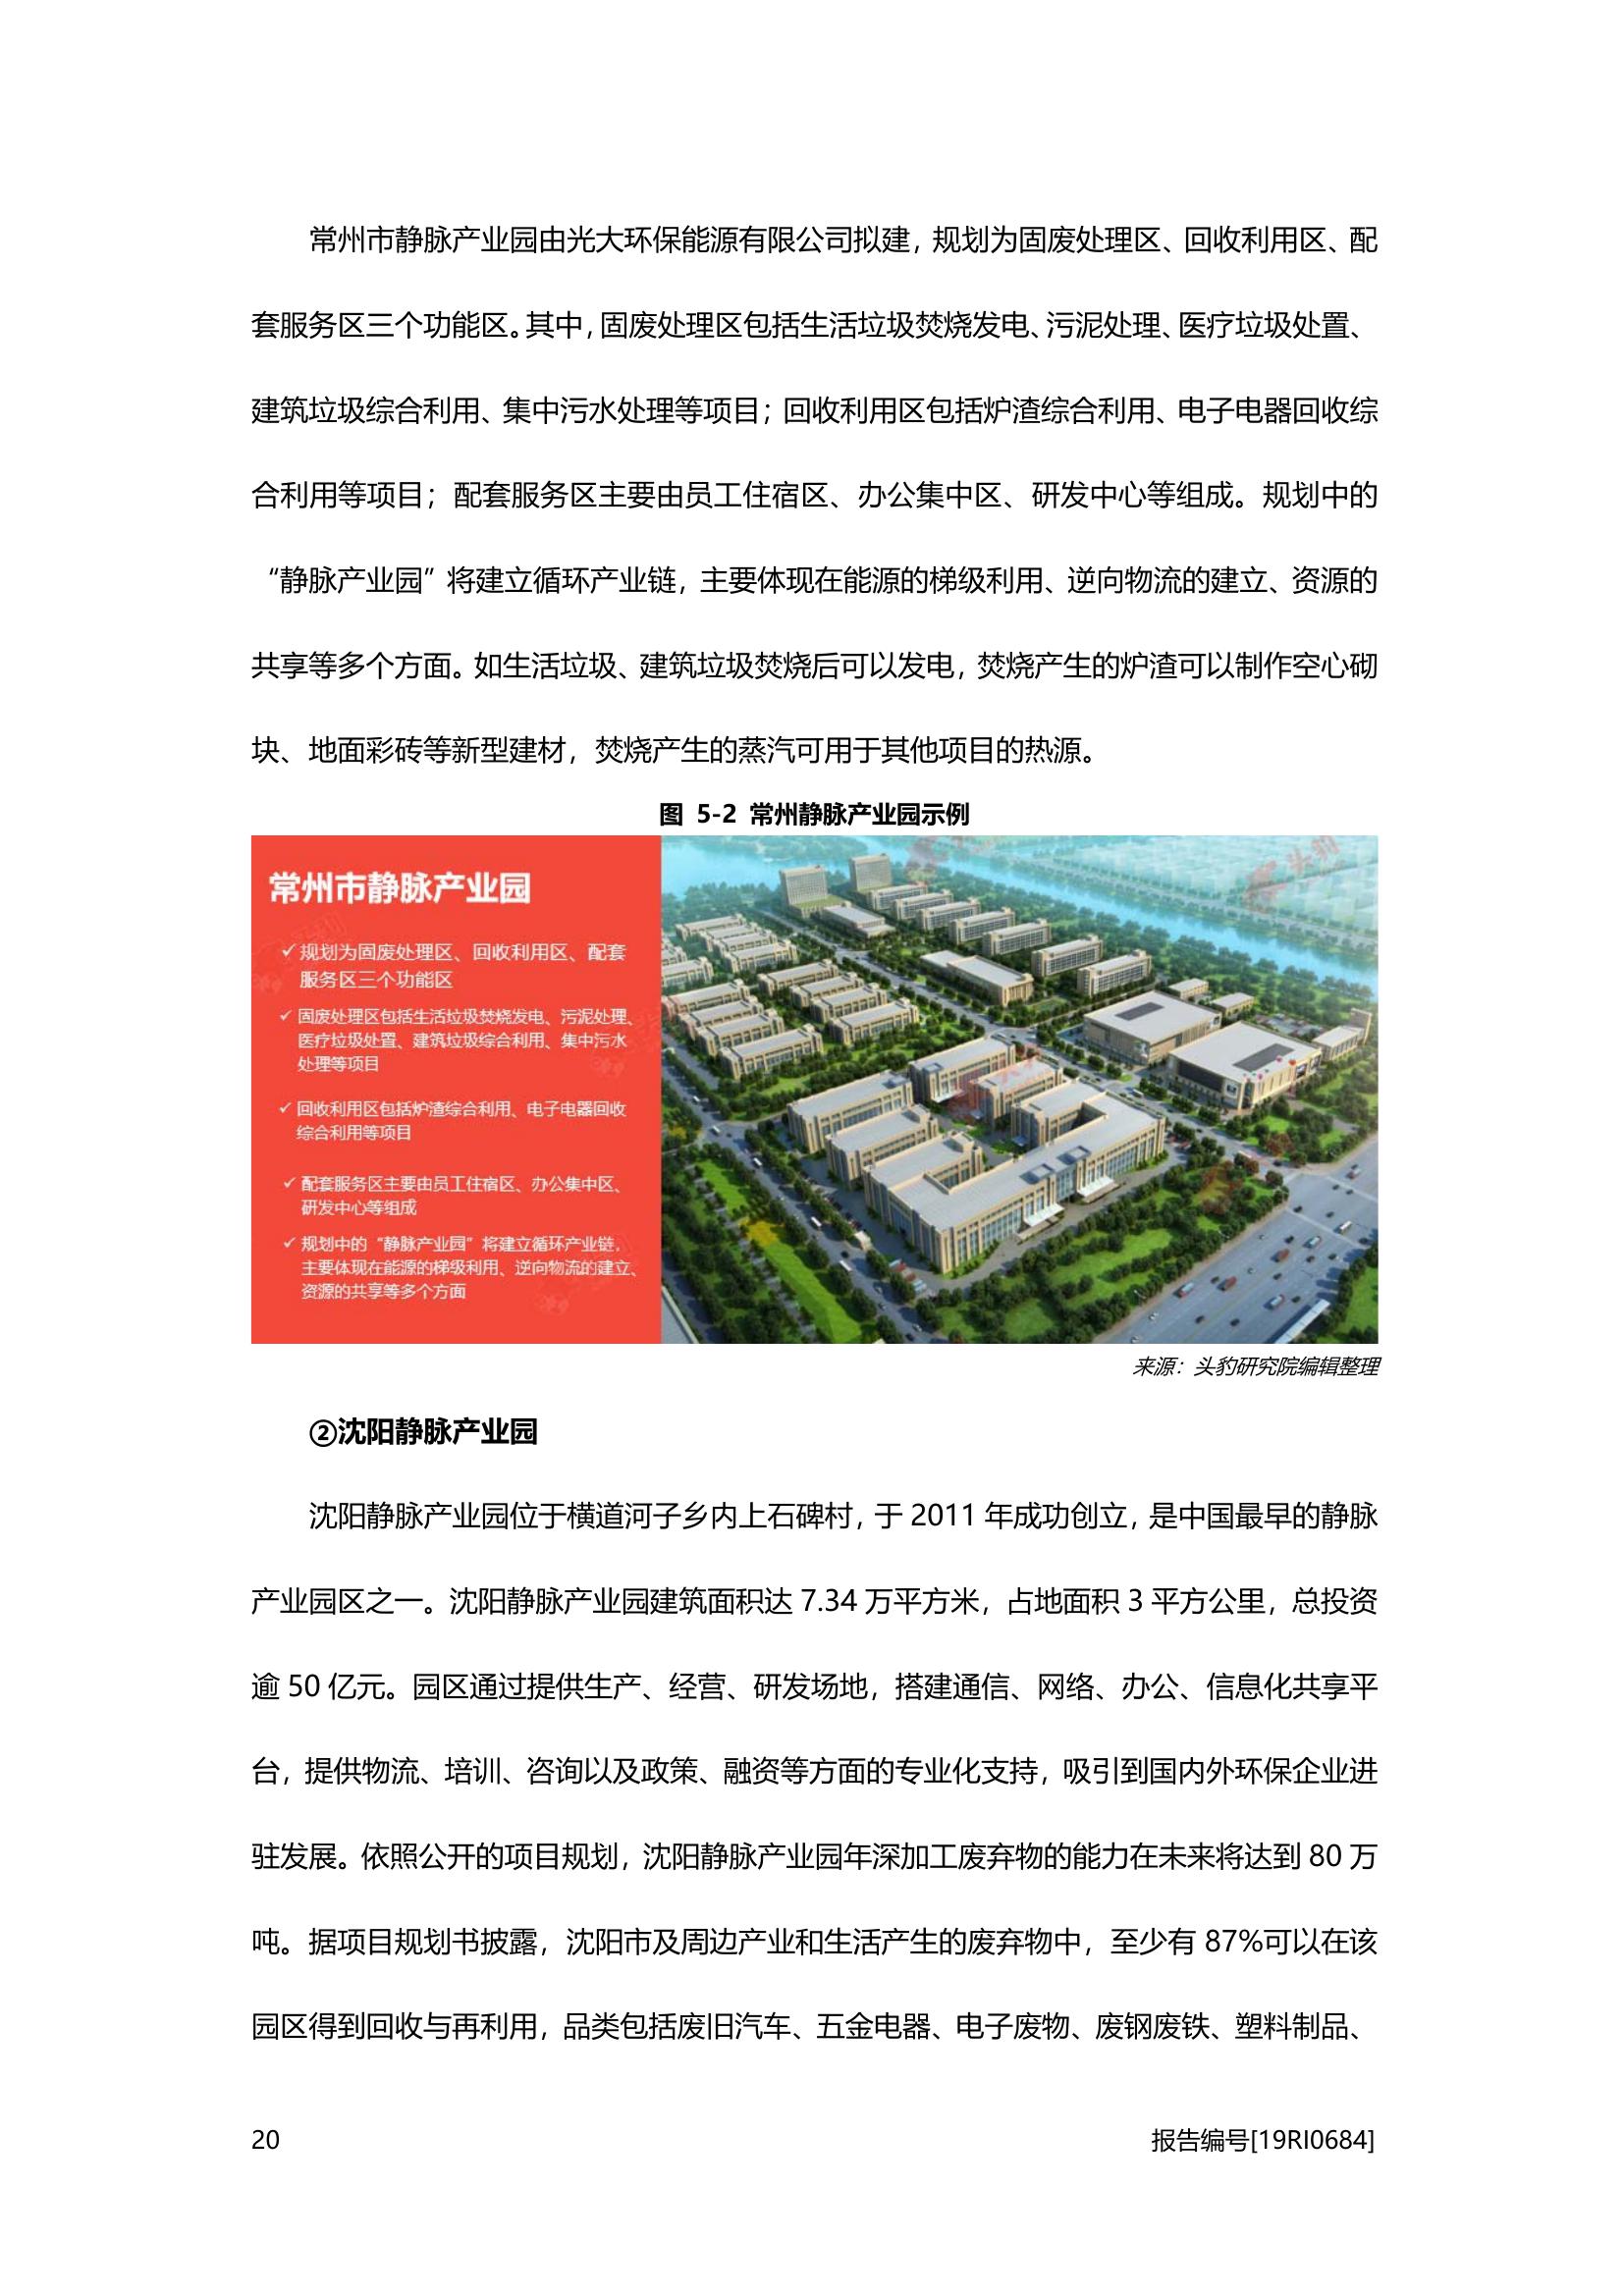 常州市静脉产业园由光大环保能源有限公司拟建，规划为固废处理区、回收利用区、配
套服务区三个功能区。其中，固废处理区包括生活垃圾焚烧发电、污泥处理、医疗垃圾处置、
建筑垃圾综合利用、集中污水处理等项目；回收利用区包括炉渣综合利用、电子电器回收综
合利用等项目；配套服务区主要由员工住宿区、办公集中区、研发中心等组成。规划中的
“静脉产业园”将建立循环产业链，主要体现在能源的梯级利用、逆向物流的建立、资源的
共享等多个方面。如生活垃圾、建筑垃圾焚烧后可以发电，焚烧产生的炉渣可以制作空心砌
块、地面彩砖等新型建材，焚烧产生的蒸汽可用于其他项目的热源。
图 5-2 常州静脉产业园示例
常州市静脉产业园
✓ 规划为固废处理区、回收利用区、配套
服务区三个功能区
✓ 固废处理区包括生活垃圾焚烧发电、污泥处理、
医疗垃圾处置、建筑垃圾综合利用、集中污水
处理等项目
✓ 回收利用区包括炉渣综合利用、电子电器回收
综合利用等项目
✓ 配套服务区主要由员工住宿区、办公集中区、
研发中心等组成
✓ 规划中的“静脉产业园”将建立循环产业链，
主要体现在能源的梯级利用、逆向物流的建立、
资源的共享等多个方面
头豹
头豹
来源：头豹研究院编辑整理
②沈阳静脉产业园
沈阳静脉产业园位于横道河子乡内上石碑村，于 2011 年成功创立，是中国最早的静脉
产业园区之一。沈阳静脉产业园建筑面积达 7.34 万平方米，占地面积 3 平方公里，总投资
逾 50 亿元。园区通过提供生产、经营、研发场地，搭建通信、网络、办公、信息化共享平
台，提供物流、培训、咨询以及政策、融资等方面的专业化支持，吸引到国内外环保企业进
驻发展。依照公开的项目规划，沈阳静脉产业园年深加工废弃物的能力在未来将达到 80 万
吨。据项目规划书披露，沈阳市及周边产业和生活产生的废弃物中，至少有 87%可以在该
园区得到回收与再利用，品类包括废旧汽车、五金电器、电子废物、废钢废铁、塑料制品、
20
报告编号[19RI0684]